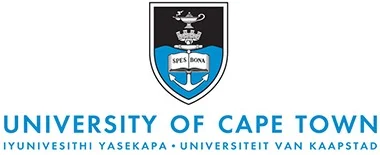 SPES BONA
UNIVERSITY OF CAPE TOWN
IYUNIVESITHI YASEKAPA • UNIVERSITEIT VAN KAAPSTAD